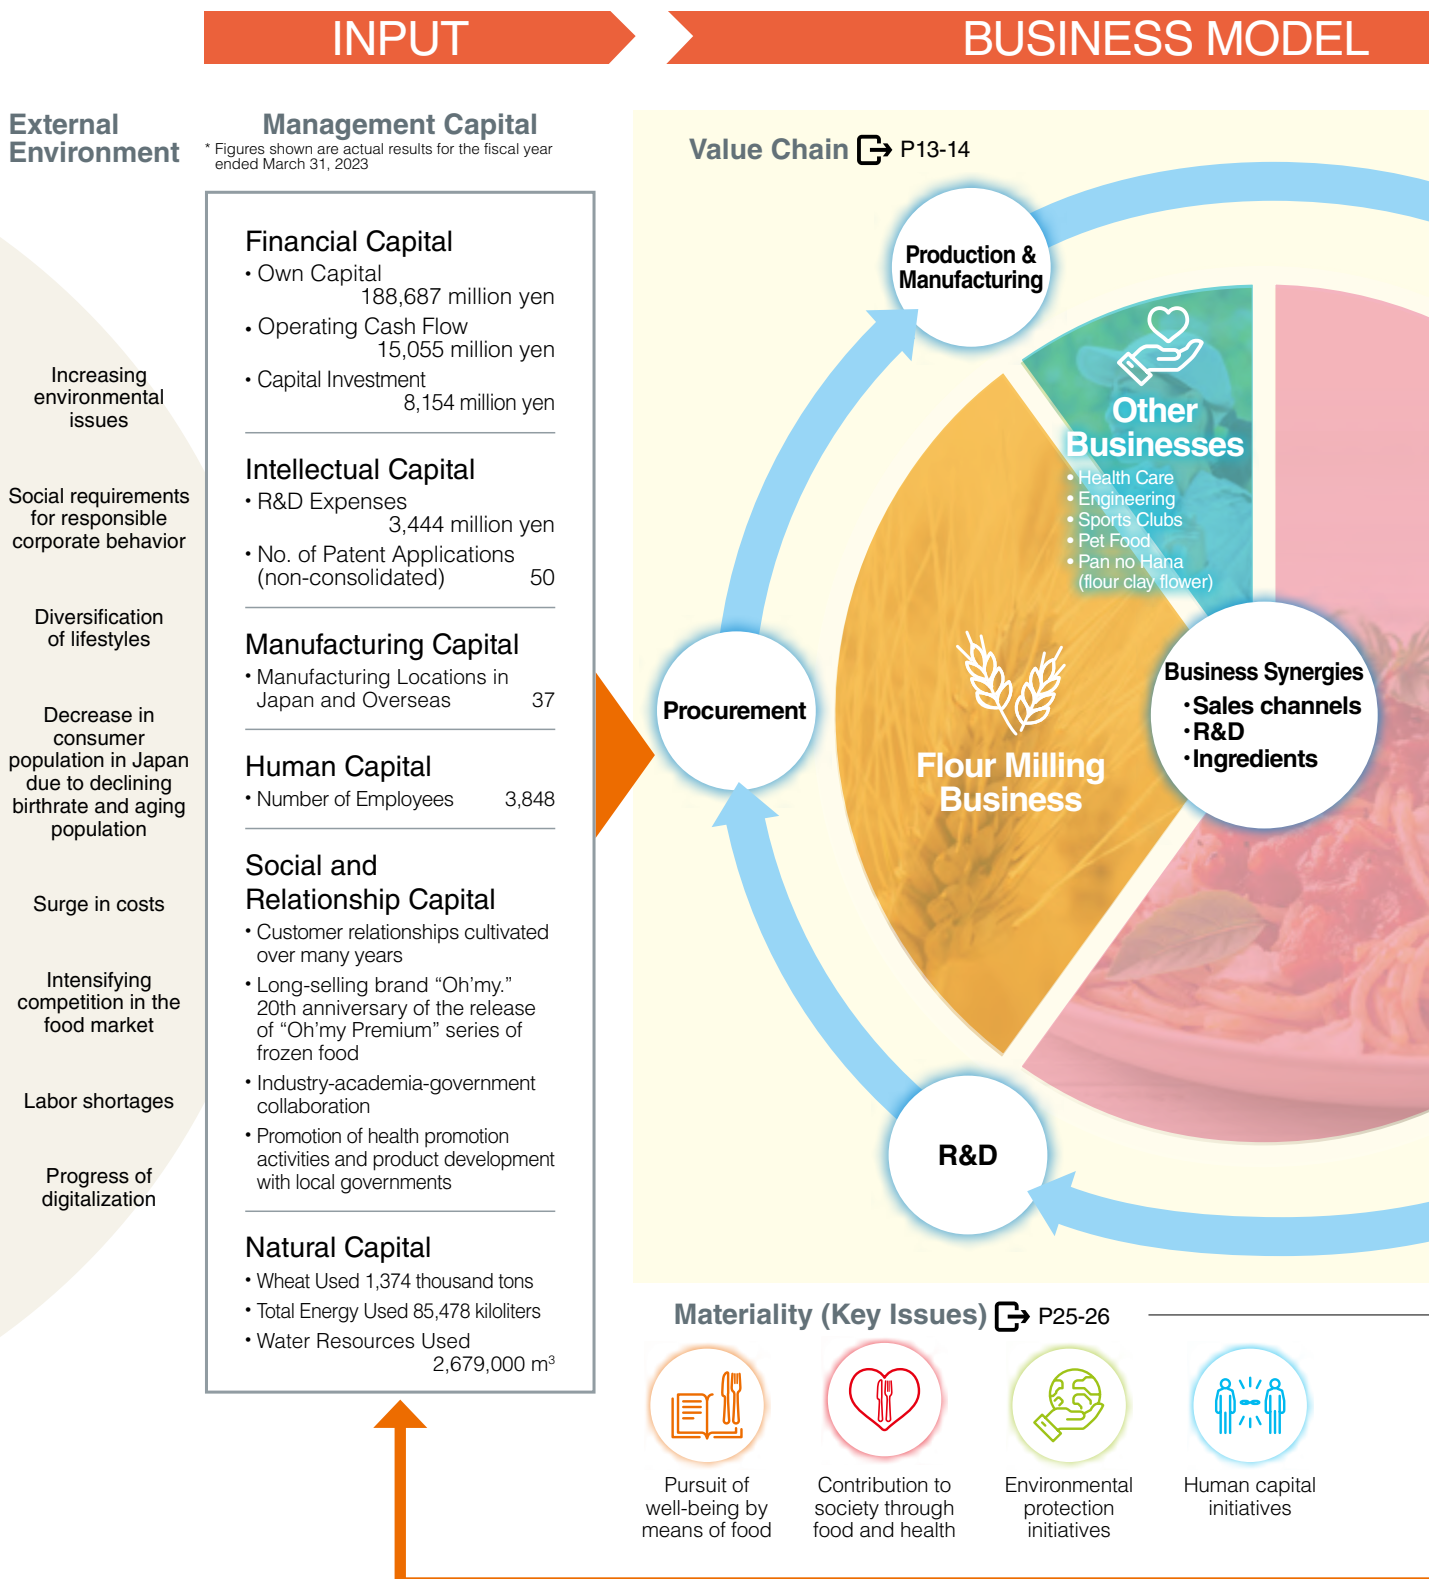 INPUT
BUSINESS MODEL
External
Environment
Increasing
environmental
issues
Social requirements
for responsible
corporate behavior
Diversification
of lifestyles
Decrease in
consumer
population in Japan
due to declining
birthrate and aging
population
Surge in costs
Intensifying
competition in the
food market
Labor shortages
Progress of
digitalization
Management Capital
* Figures shown are actual results for the fiscal year
ended March 31, 2023
Financial Capital
• Own Capital
188,687 million yen
• Operating Cash Flow
15,055 million yen
• Capital Investment
8,154 million yen
Intellectual Capital
• R&D Expenses
3,444 million yen
• No. of Patent Applications
(non-consolidated) 50
Manufacturing Capital
• Manufacturing Locations in
Japan and Overseas 37
Human Capital
• Number of Employees 3,848
Social and
Relationship Capital
• Customer relationships cultivated
over many years
• Long-selling brand “Oh’my.”
20th anniversary of the release
of “Oh’my Premium” series of
frozen food
• Industry-academia-government
collaboration
• Promotion of health promotion
activities and product development
with local governments
Natural Capital
• Wheat Used 1,374 thousand tons
• Total Energy Used 85,478 kiloliters
• Water Resources Used
2,679,000 m³
Value Chain P13-14
Production &
Manufacturing
Procurement
R&D
Other
Businesses
• Health Care
• Engineering
• Sports Clubs
• Pet Food
• Pan no Hana
(flour clay flower)
Flour Milling
Business
Business Synergies
・Sales channels
・R&D
・Ingredients
Materiality (Key Issues) P25-26
Pursuit of
well-being by
means of food
Contribution to
society through
food and health
Environmental
protection
initiatives
Human capital
initiatives